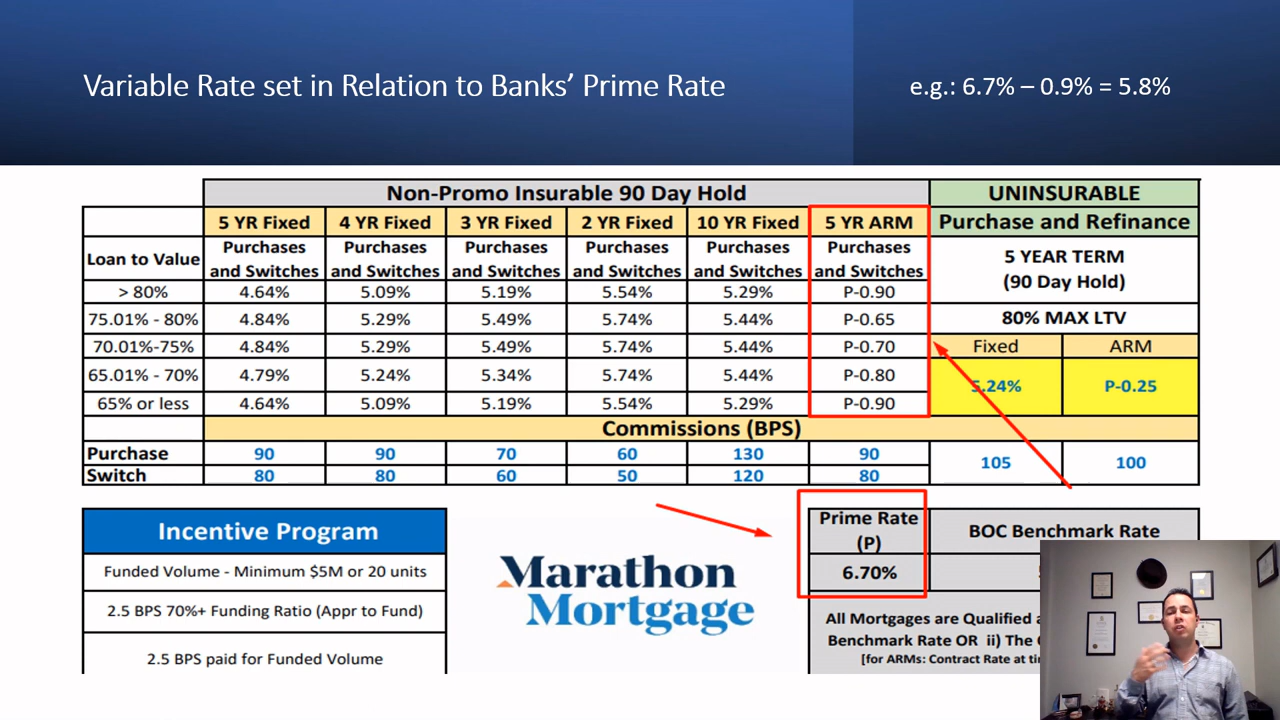 Variable Rate set in Relation to Banks’ Prime Rate
e.g.: 6.7% – 0.9% = 5.8%
Non-Promo Insurable 90 Day Hold
UNINSURABLE
5 YR Fixed 4 YR Fixed 3 YR Fixed 2 YR Fixed 10 YR Fixed 5 YR ARM Purchase and Refinance
Loan to Value
Purchases Purchases Purchases Purchases Purchases Purchases
and Switches and Switches and Switches and Switches and Switches and Switches
5 YEAR TERM
(90 Day Hold)
> 80% 4.64% 5.09% 5.19% 5.54% 5.29% P-0.90
75.01% - 80% 4.84% 5.29% 5.49% 5.74% 5.44% P-0.65 80% MAX LTV
70.01%-75% 4.84% 5.29% 5.49% 5.74% 5.44% P-0.70 Fixed ARM
65.01% - 70% 4.79% 5.24% 5.34% 5.74% 5.44% P-0.80 5.24% P-0.25
65% or less 4.64% 5.09% 5.19% 5.54% 5.29% P-0.90
Commissions (BPS)
Purchase 90 90 70 60 130 90
Switch 80 80 60 50 120 80
105 100
Incentive Program
Funded Volume - Minimum $5M or 20 units
2.5 BPS 70%+ Funding Ratio (Appr to Fund)
2.5 BPS paid for Funded Volume
Marathon
Mortgage
Prime Rate
(P)
6.70%
BOC Benchmark Rate
All Mortgages are Qualified
Benchmark Rate OR ii) The
[for ARMs: Contract Rate at